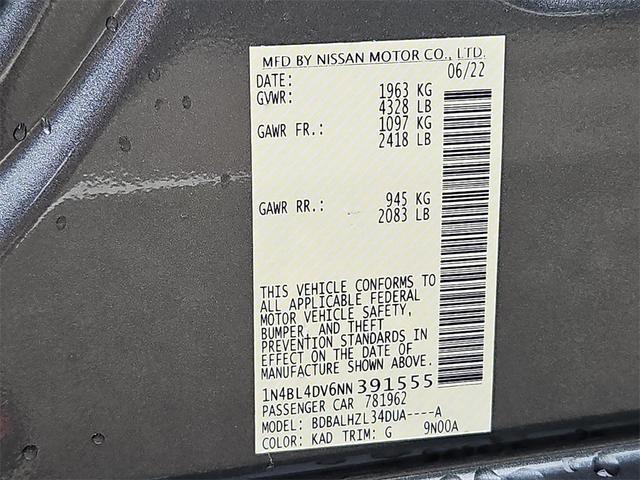 MFD BY NISSAN MOTOR CO., LTD.
DATE: 06/22
GVWR: 1963 KG
4328 LB
GAWR FR.: 1097 KG
2418 LB
GAWR RR.: 945 KG
2083 LB
THIS VEHICLE CONFORMS TO
ALL APPLICABLE FEDERAL
MOTOR VEHICLE SAFETY,
BUMPER, AND THEFT
PREVENTION STANDARDS IN
EFFECT ON THE DATE OF
MANUFACTURE SHOWN ABOVE.
1N4BL4DV6NN391555
PASSENGER CAR 781962
MODEL: BDBALHZL34DUA----A
COLOR: KAD TRIM: G 9N00A